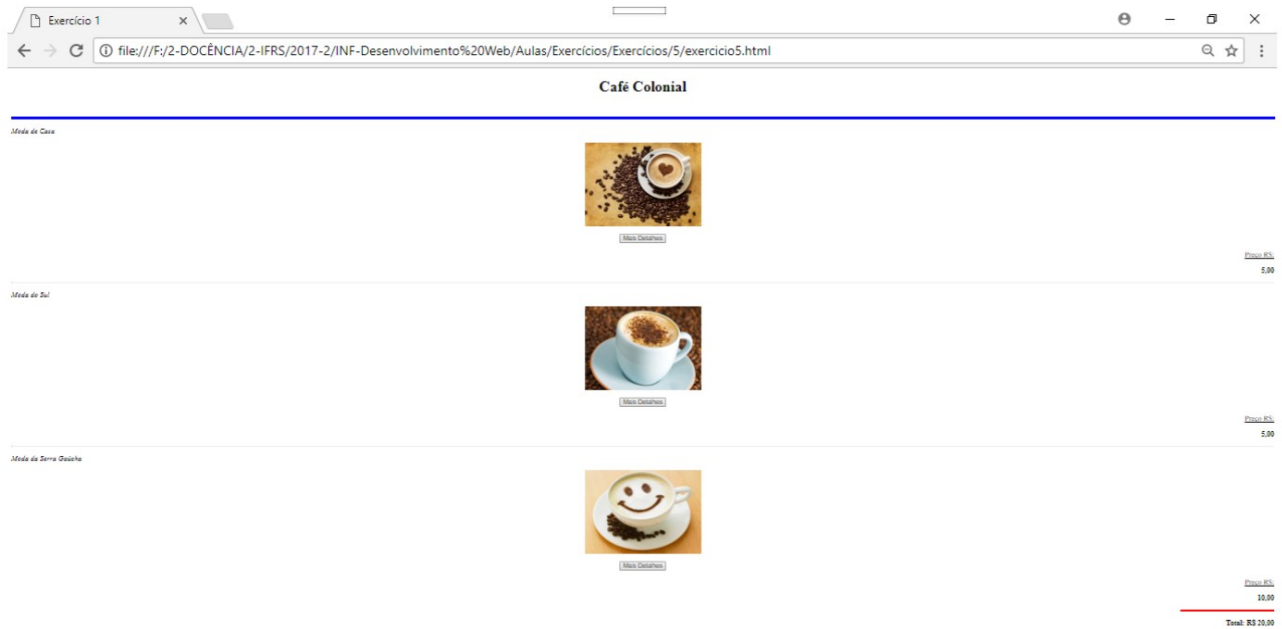 Exercício 1
file:///F:/2-DOCÊNCIA/2-IFRS/2017-2/INF-Desenvolvimento%20Web/Aulas/Exercícios/Exercícios/5/exercicio5.html
Café Colonial
Moda de Casa
Mais Detalhes
Preço R$:
5,00
Moda do Sul
Mais Detalhes
Preço R$:
5,00
Moda da Serra Gaúcha
Mais Detalhes
Preço R$:
10,00
Total: R$ 20,00